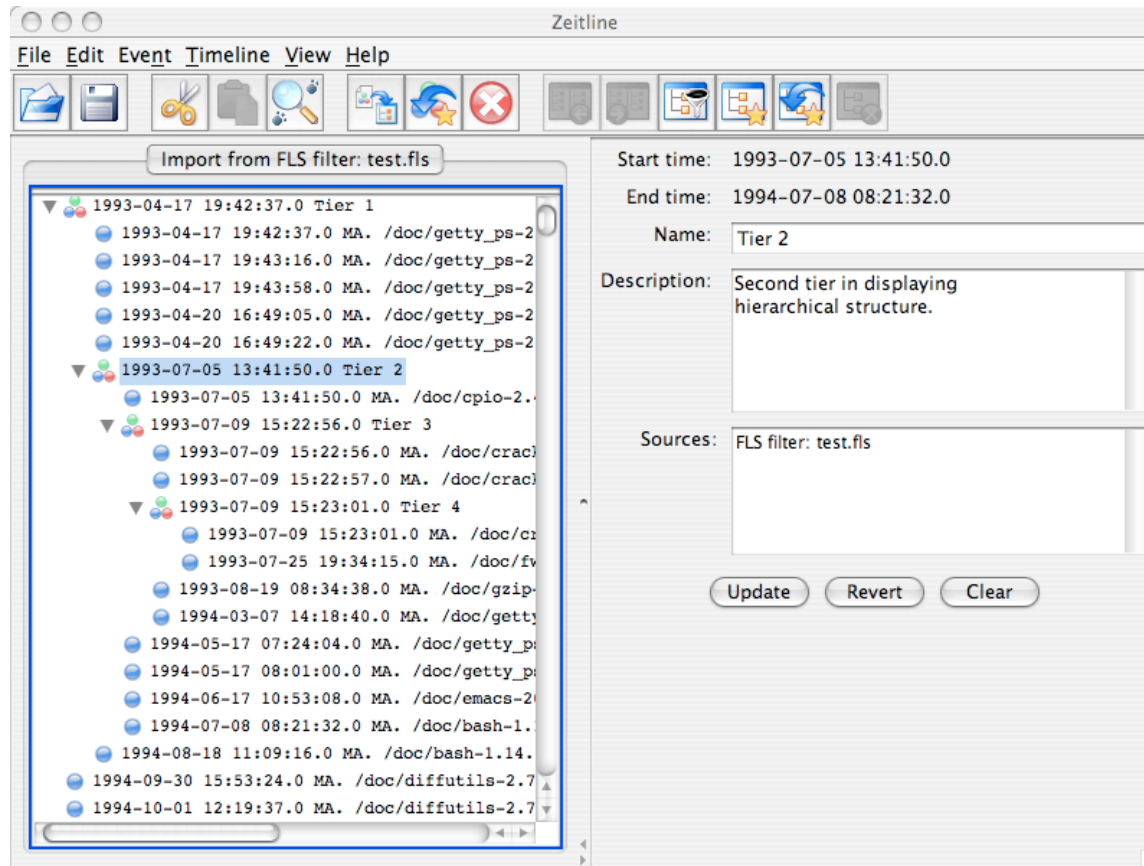 Zeitline
File Edit Event Timeline View Help
Import from FLS filter: test.fls
1993-04-17 19:42:37.0 Tier 1
1993-04-17 19:42:37.0 MA. /doc/getty_ps-2
1993-04-17 19:43:16.0 MA. /doc/getty_ps-2
1993-04-17 19:43:58.0 MA. /doc/getty_ps-2
1993-04-20 16:49:05.0 MA. /doc/getty_ps-2
1993-04-20 16:49:22.0 MA. /doc/getty_ps-2
1993-07-05 13:41:50.0 Tier 2
1993-07-05 13:41:50.0 MA. /doc/cpio-2.4
1993-07-09 15:22:56.0 Tier 3
1993-07-09 15:22:56.0 MA. /doc/crack
1993-07-09 15:22:57.0 MA. /doc/crack
1993-07-09 15:23:01.0 Tier 4
1993-07-09 15:23:01.0 MA. /doc/cr
1993-07-25 19:34:15.0 MA. /doc/fw
1993-08-19 08:34:38.0 MA. /doc/gzip-
1994-03-07 14:18:40.0 MA. /doc/getty
1994-05-17 07:24:04.0 MA. /doc/getty_ps
1994-05-17 08:01:00.0 MA. /doc/getty_ps
1994-06-17 10:53:08.0 MA. /doc/emacs-20
1994-07-08 08:21:32.0 MA. /doc/bash-1.
1994-08-18 11:09:16.0 MA. /doc/bash-1.14.
1994-09-30 15:53:24.0 MA. /doc/diffutils-2.7
1994-10-01 12:19:37.0 MA. /doc/diffutils-2.7
Start time: 1993-07-05 13:41:50.0
End time: 1994-07-08 08:21:32.0
Name: Tier 2
Description: Second tier in displaying
hierarchical structure.
Sources: FLS filter: test.fls
Update Revert Clear